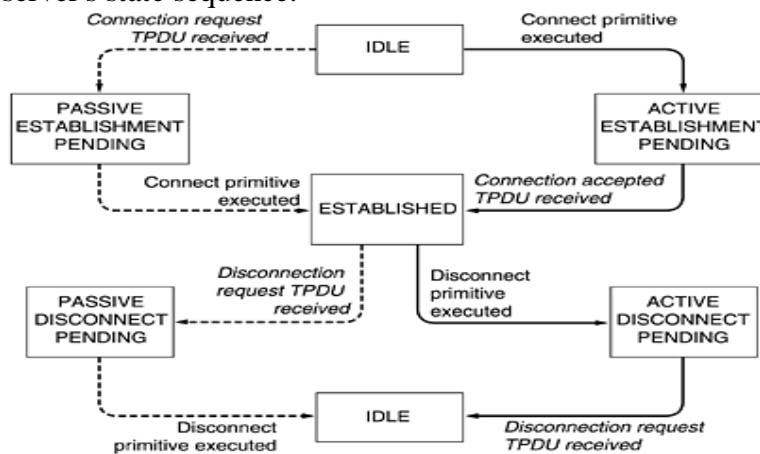 server's state sequence.
Connection request
TPDU received
IDLE
Connect primitive
executed
PASSIVE
ESTABLISHMENT
PENDING
ACTIVE
ESTABLISHMENT
PENDING
Connect primitive
executed
ESTABLISHED
Connection accepted
TPDU received
Disconnection
request TPDU
received
Disconnect
primitive
executed
PASSIVE
DISCONNECT
PENDING
ACTIVE
DISCONNECT
PENDING
IDLE
Disconnect
primitive executed
Disconnection request
TPDU received